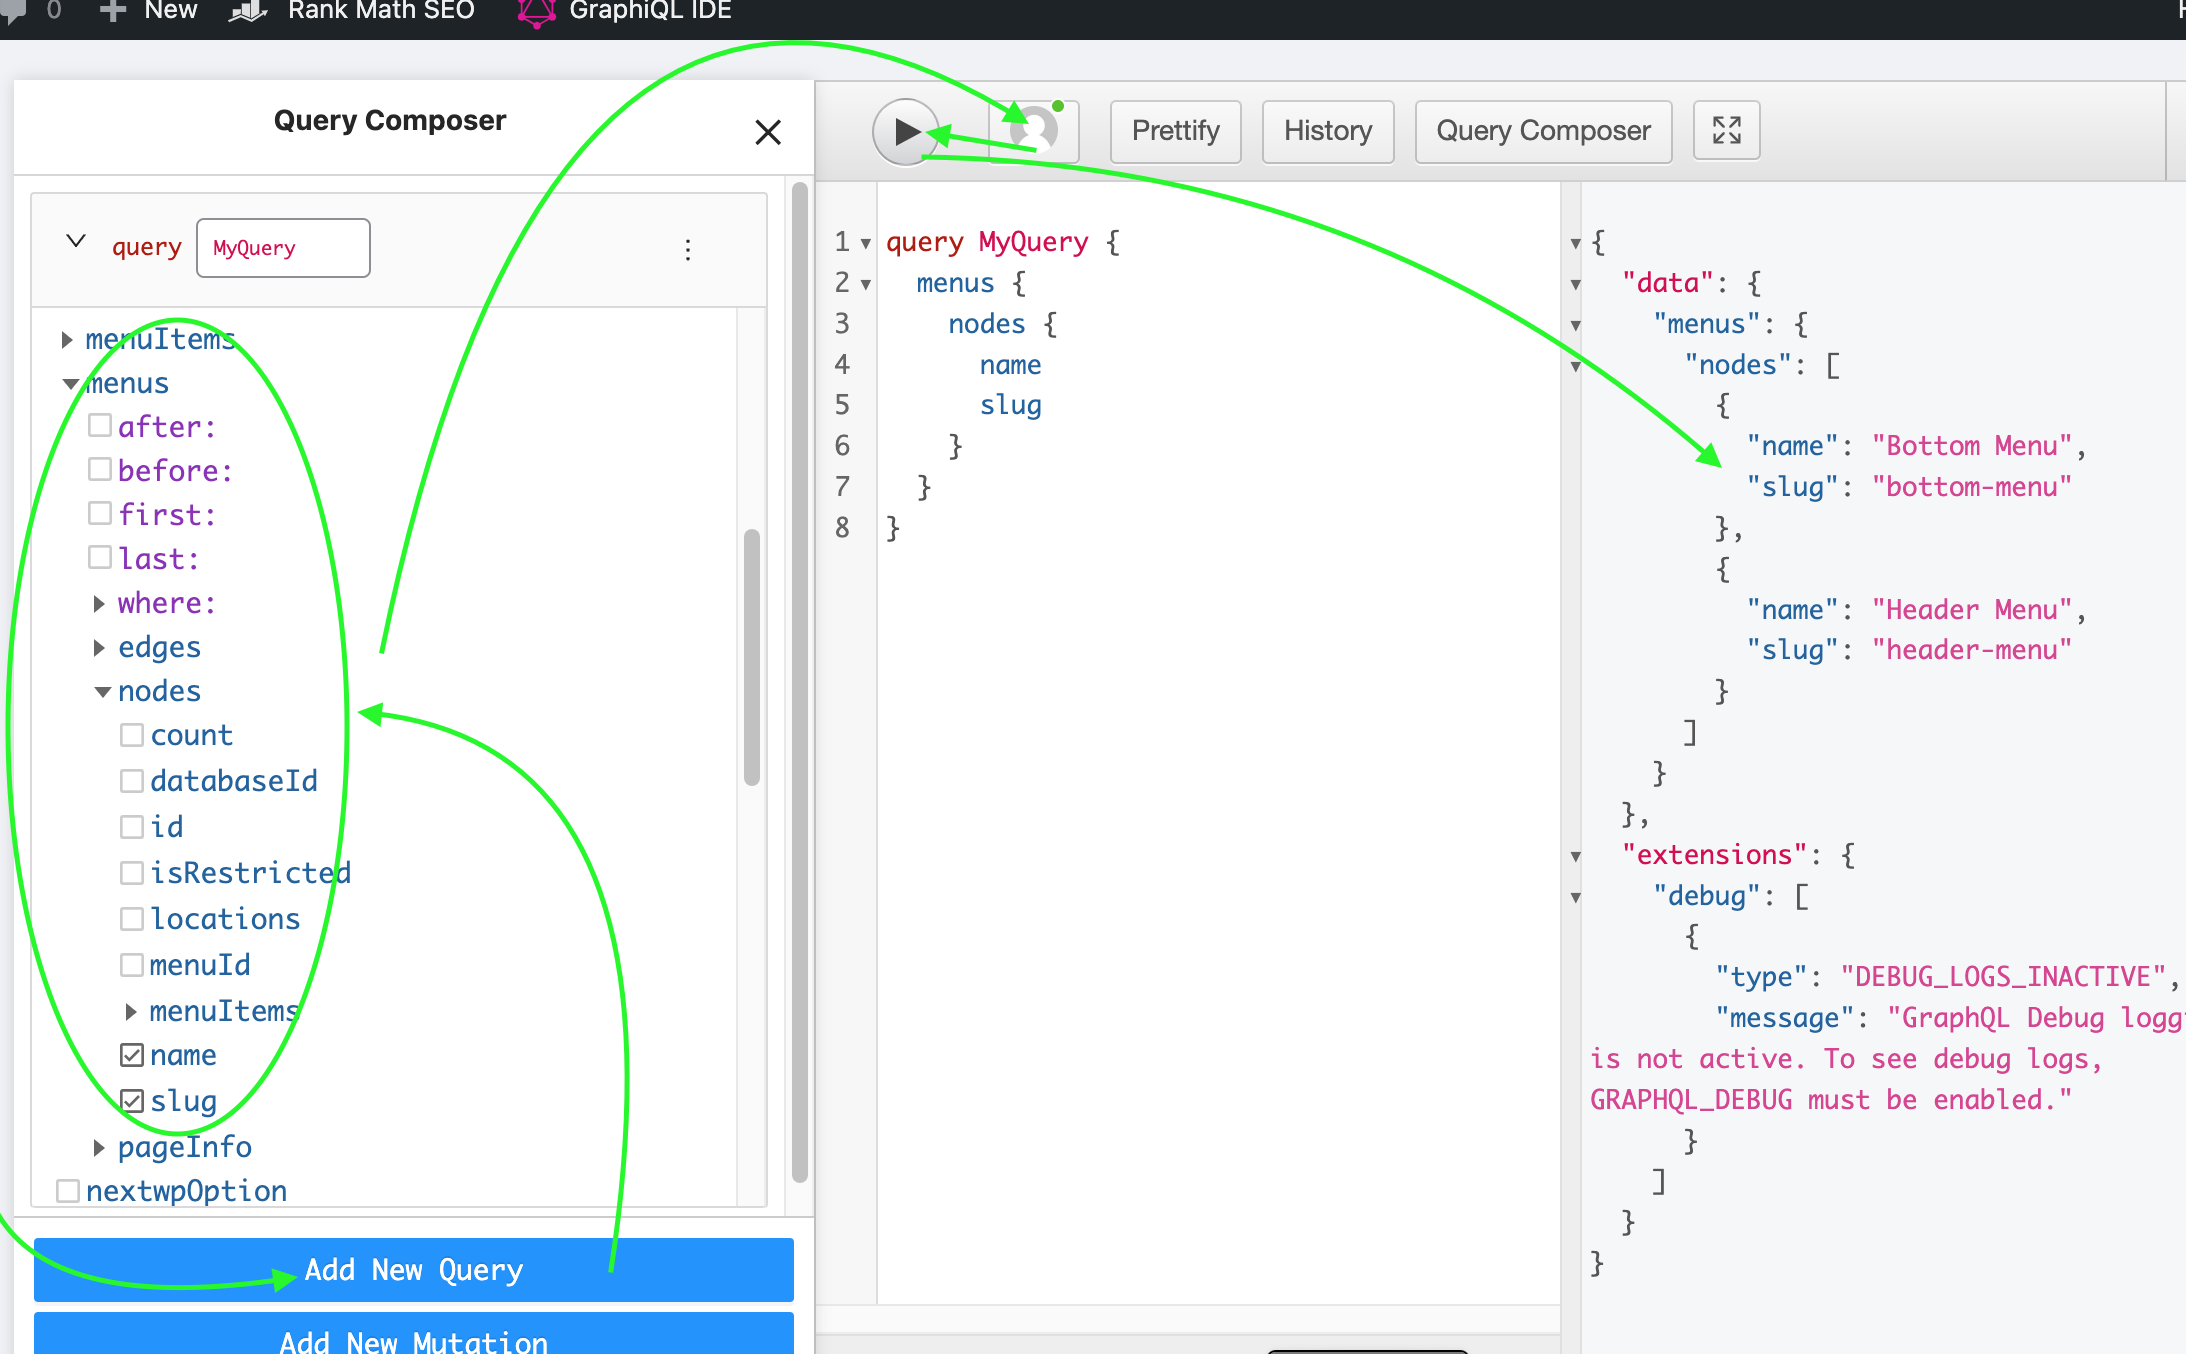 0 New Rank Math SEO GraphiQL IDE
Query Composer
query MyQuery
menuItems
menus
after:
before:
first:
last:
where:
edges
nodes
count
databaseId
id
isRestricted
locations
menuId
menuItems
name
slug
pageInfo
nextwpOption
Add New Query
Add New Mutation
Prettify History Query Composer
1 query MyQuery {
2 menus {
3 nodes {
4 name
5 slug
6 }
7 }
8 }
{
"data": {
"menus": {
"nodes": [
{
"name": "Bottom Menu",
"slug": "bottom-menu"
},
{
"name": "Header Menu",
"slug": "header-menu"
}
]
}
},
"extensions": {
"debug": [
{
"type": "DEBUG_LOGS_INACTIVE",
"message": "GraphQL Debug
is not active. To see debug logs,
GRAPHQL_DEBUG must be enabled."
}
]
}
}